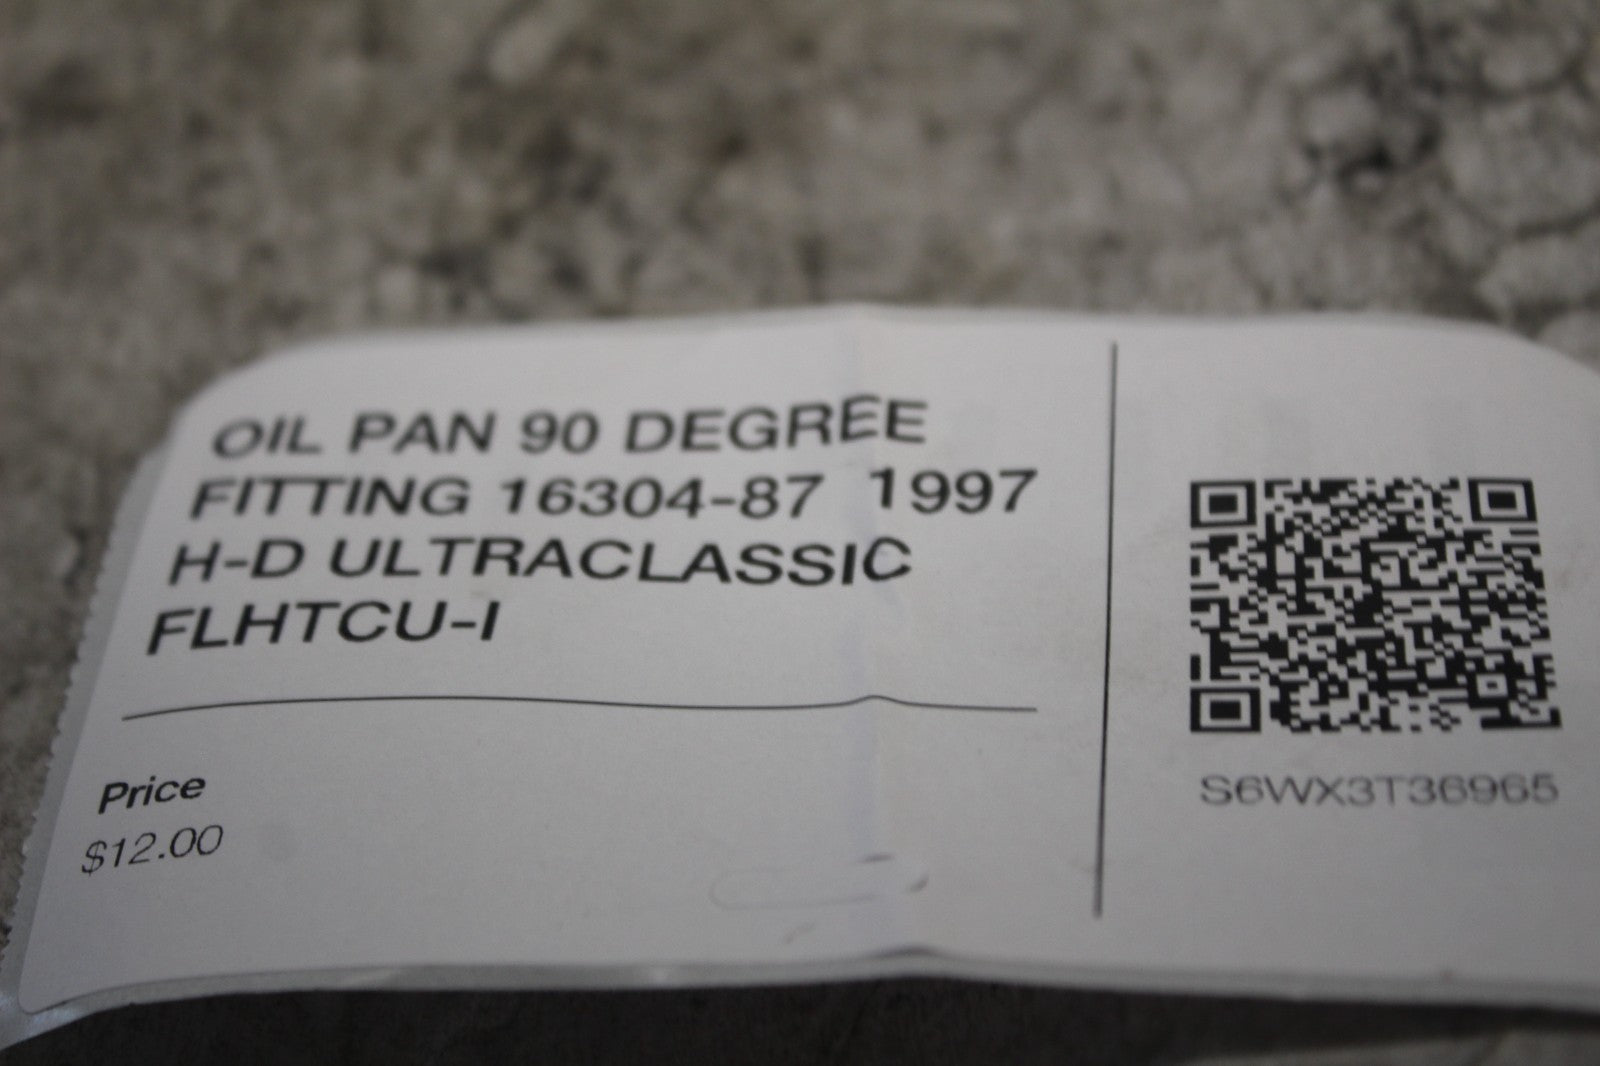 OIL PAN 90 DEGREE
FITTING 16304-87 1997
H-D ULTRACLASSIC
FLHTCU-I
Price
$12.00
S6WX3T36965